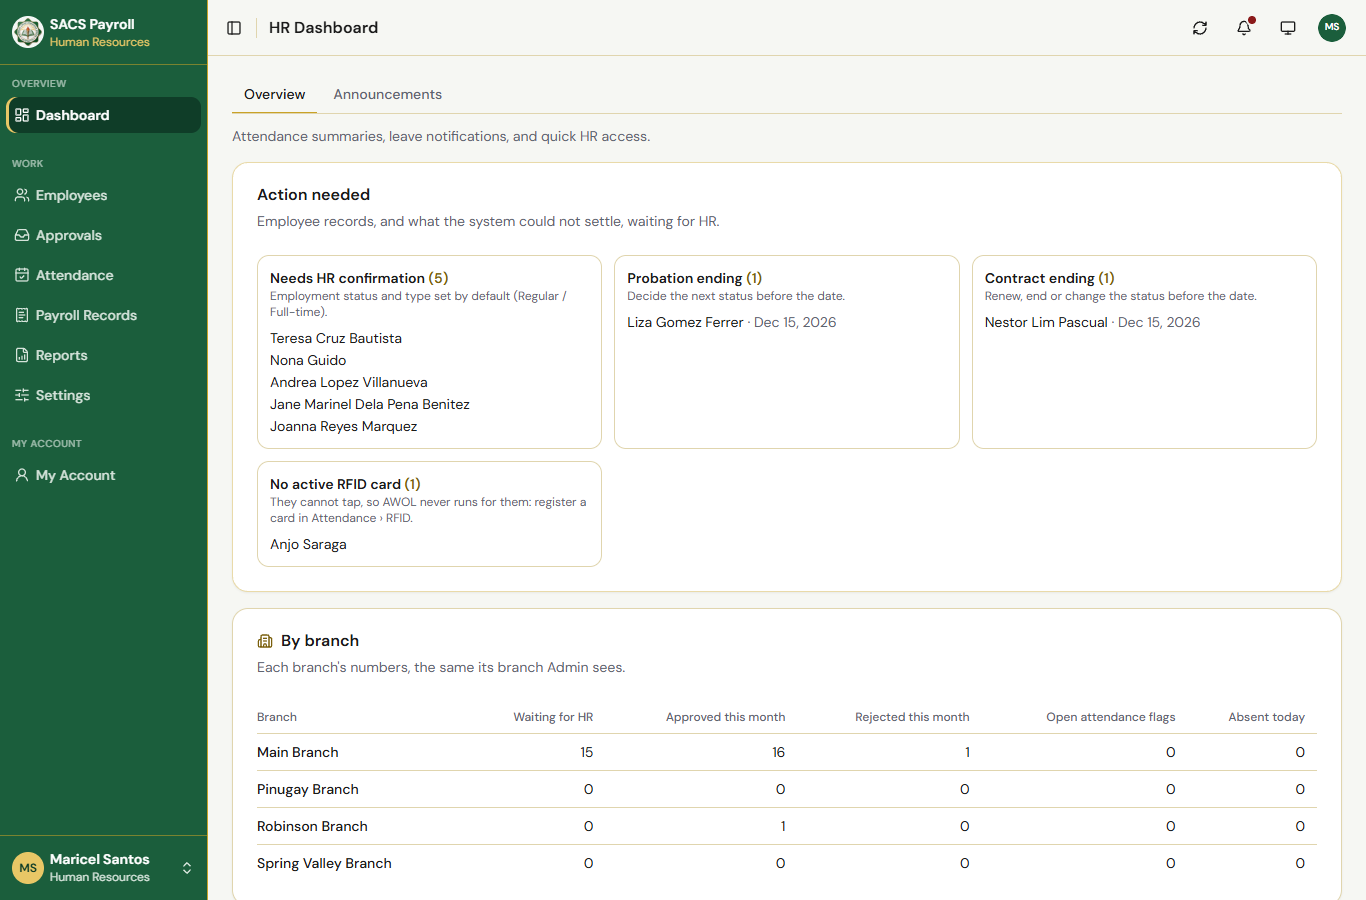 SACS Payroll
Human Resources
OVERVIEW
Dashboard
WORK
Employees
Approvals
Attendance
Payroll Records
Reports
Settings
MY ACCOUNT
My Account
MS
Maricel Santos
Human Resources
HR Dashboard
MS
Overview
Announcements
Attendance summaries, leave notifications, and quick HR access.
Action needed
Employee records, and what the system could not settle, waiting for HR.
Needs HR confirmation (5)
Employment status and type set by default (Regular /
Full-time).
Teresa Cruz Bautista
Nona Guido
Andrea Lopez Villanueva
Jane Marinel Dela Pena Benitez
Joanna Reyes Marquez
Probation ending (1)
Decide the next status before the date.
Liza Gomez Ferrer · Dec 15, 2026
Contract ending (1)
Renew, end or change the status before the date.
Nestor Lim Pascual · Dec 15, 2026
No active RFID card (1)
They cannot tap, so AWOL never runs for them: register a
card in Attendance › RFID.
Anjo Saraga
By branch
Each branch's numbers, the same its branch Admin sees.
Branch Waiting for HR Approved this month Rejected this month Open attendance flags Absent today
Main Branch 15 16 1 0 0
Pinugay Branch 0 0 0 0 0
Robinson Branch 0 1 0 0 0
Spring Valley Branch 0 0 0 0 0